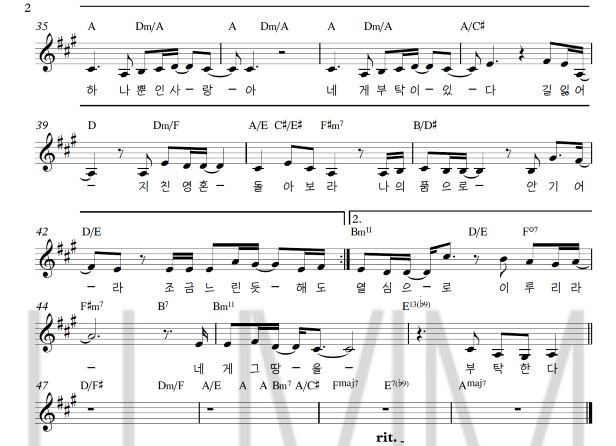 2
35 A Dm/A A Dm/A A Dm/A A/C♯
하 나 뿐 인 사 - 랑 - 아 네 게 부 탁 이 - 있 - 다 길 잃 어
39 D Dm/F A/E C♯/E♯ F♯m7 B/D♯
- 지 친 영 혼 - 돌 아 보 라 나 의 품 으 로 - 안 기 어
42 D/E 2. Bm11 D/E F°7
- 라 조 금 느 린 듯 - 해 도 열 심 으 - 로 이 루 리 라
44 F♯m7 B7 Bm11 E13(♭9)
- 네 게 그 땅 - 을 - 부 탁 한 다
47 D/F♯ Dm/F A/E A A Bm7 A/C♯ Fmaj7 E7(♭9) Amaj7
rit.